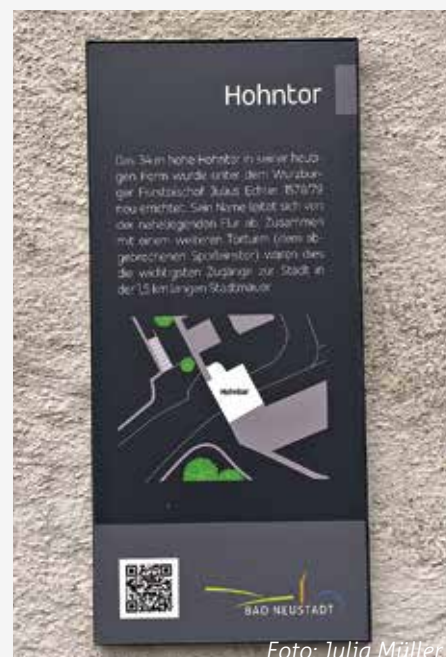 Hohntor
Das 34 m hohe Hohntor in seiner heuti-
gen Form wurde unter dem Würzbur-
ger Fürstbischof Julius Echter 1578/79
neu errichtet. Sein Name leitet sich von
der naheliegenden Flur ab. Zusammen
mit einem weiteren Torturm (dem ab-
gebrochenen Spörleinstor) waren dies
die wichtigsten Zugänge zur Stadt in
der 1,5 km langen Stadtmauer
Hohntor
BAD NEUSTADT
Foto: Julia Müller